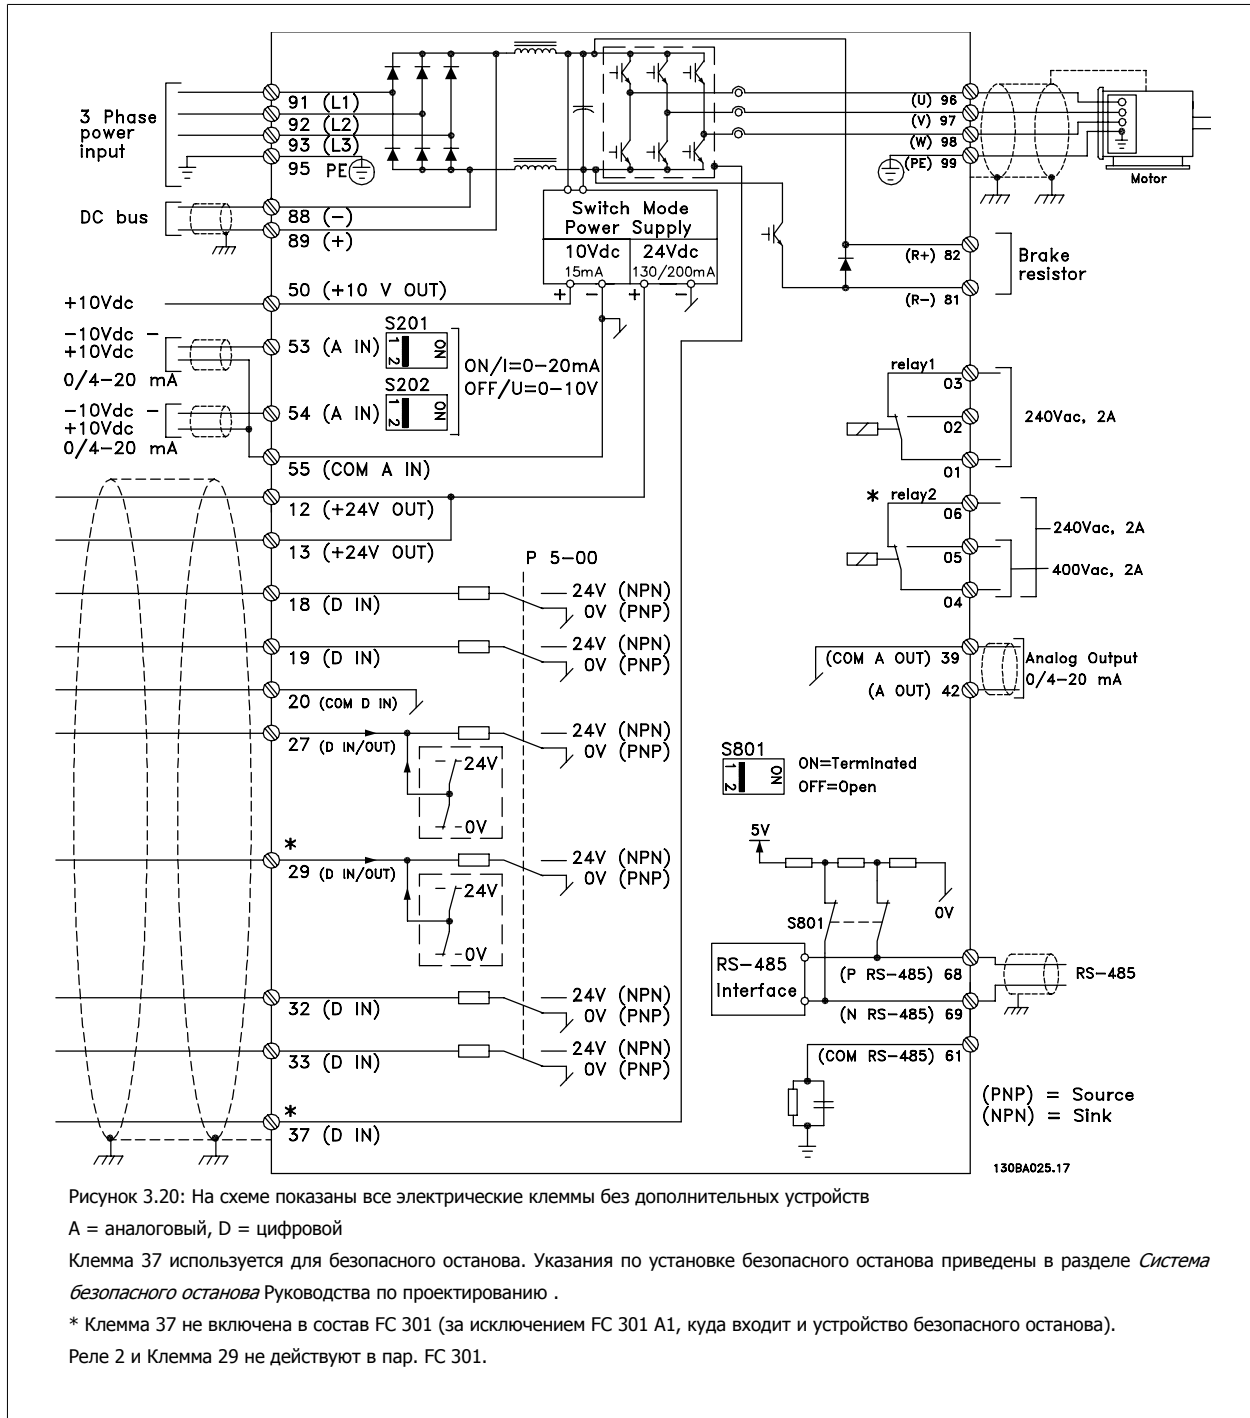 3 Phase
power
input
91 (L1)
92 (L2)
93 (L3)
95 PE
DC bus
88 (-)
89 (+)
+10Vdc
50 (+10 V OUT)
-10Vdc -
+10Vdc
0/4-20 mA
53 (A IN)
S201
1 2 ON
-10Vdc -
+10Vdc
0/4-20 mA
54 (A IN)
S202
1 2 ON
ON/I=0-20mA
OFF/U=0-10V
55 (COM A IN)
12 (+24V OUT)
13 (+24V OUT)
Switch Mode
Power Supply
10Vdc
15mA
24Vdc
130/200mA
+ - + -
P 5-00
18 (D IN)
24V (NPN)
0V (PNP)
19 (D IN)
24V (NPN)
0V (PNP)
20 (COM D IN)
27 (D IN/OUT)
24V (NPN)
0V (PNP)
24V
0V
*
29 (D IN/OUT)
24V (NPN)
0V (PNP)
24V
0V
32 (D IN)
24V (NPN)
0V (PNP)
33 (D IN)
24V (NPN)
0V (PNP)
*
37 (D IN)
(U) 96
(V) 97
(W) 98
(PE) 99
Motor
(R+) 82
(R-) 81
Brake
resistor
relay1
03
02
01
240Vac, 2A
* relay2
06
05
04
240Vac, 2A
400Vac, 2A
(COM A OUT) 39
(A OUT) 42
Analog Output
0/4-20 mA
S801
1 2 ON
ON=Terminated
OFF=Open
5V
S801
0V
RS-485
Interface
(P RS-485) 68
(N RS-485) 69
RS-485
(COM RS-485) 61
(PNP) = Source
(NPN) = Sink
130BA025.17
Рисунок 3.20: На схеме показаны все электрические клеммы без дополнительных устройств
A = аналоговый, D = цифровой
Клемма 37 используется для безопасного останова. Указания по установке безопасного останова приведены в разделе Система
безопасного останова Руководства по проектированию .
* Клемма 37 не включена в состав FC 301 (за исключением FC 301 A1, куда входит и устройство безопасного останова).
Реле 2 и Клемма 29 не действуют в пар. FC 301.